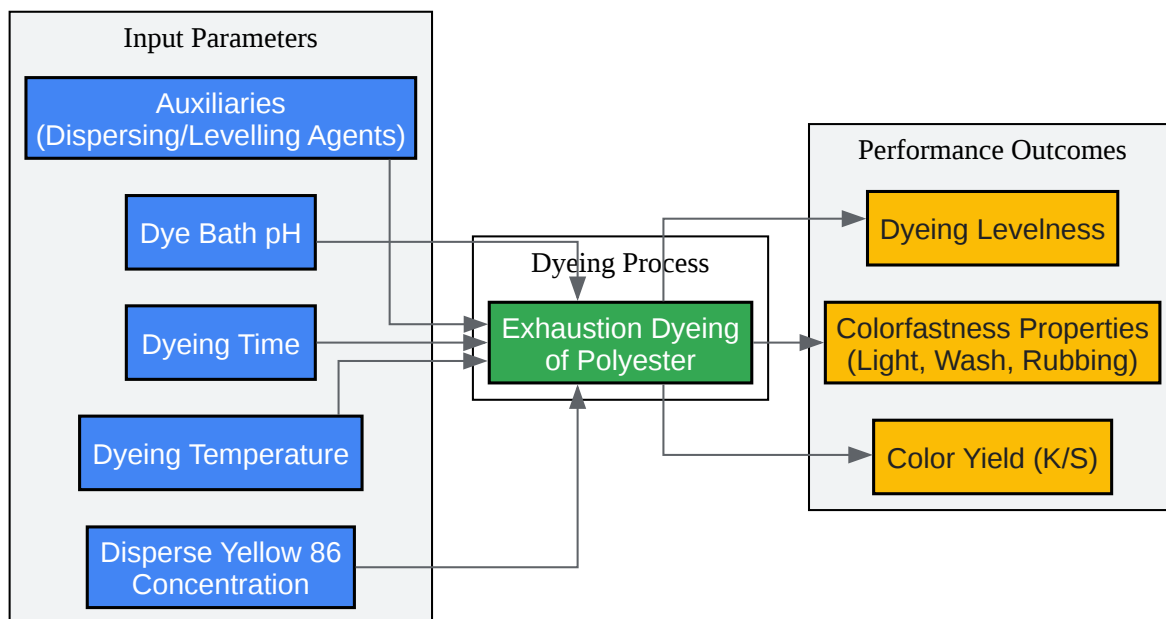 Input Parameters
Auxiliaries
(Dispersing/Levelling Agents)
Dye Bath pH
Dyeing Time
Dyeing Temperature
Disperse Yellow 86
Concentration
Dyeing Process
Exhaustion Dyeing
of Polyester
Performance Outcomes
Dyeing Levelness
Colorfastness Properties
(Light, Wash, Rubbing)
Color Yield (K/S)